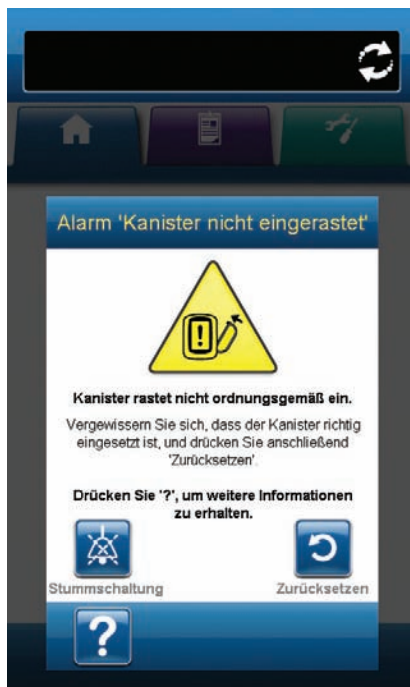 Alarm 'Kanister nicht eingerastet'
Kanister rastet nicht ordnungsgemäß ein.
Vergewissern Sie sich, dass der Kanister richtig
eingesetzt ist, und drücken Sie anschließend
'Zurücksetzen'.
Drücken Sie '?', um weitere Informationen
zu erhalten.
Stummschaltung
Zurücksetzen
?